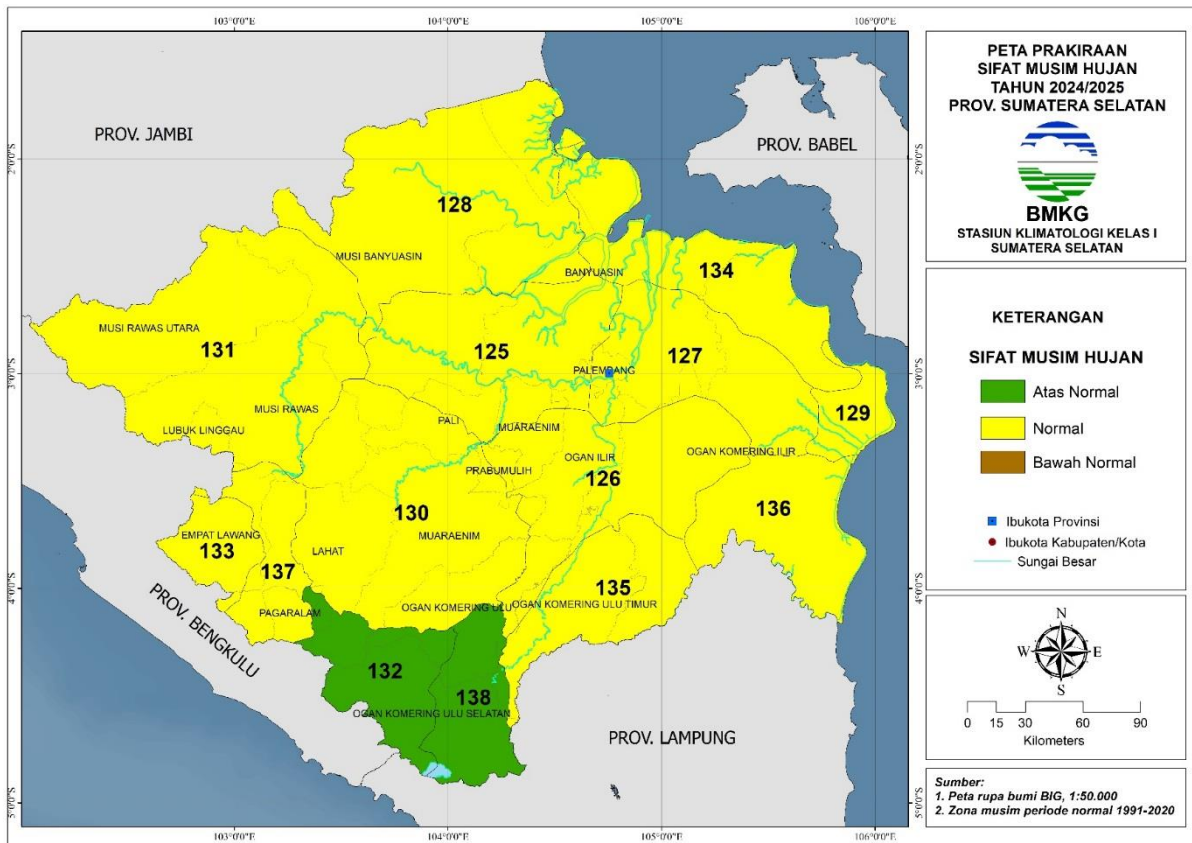 103°0'0"E
104°0'0"E
105°0'0"E
106°0'0"E
2°0'0"S
3°0'0"S
4°0'0"S
5°0'0"S
PROV. JAMBI
PROV. BABEL
128
MUSI BANYUASIN
BANYUASIN
134
MUSI RAWAS UTARA
131
125
127
PALEMBANG
MUSI RAWAS
129
LUBUK LINGGAU
PALI
MUARAENIM
OGAN ILIR
OGAN KOMERING ILIR
PRABUMULIH
126
130
136
EMPAT LAWANG
133
MUARAENIM
LAHAT
137
135
PAGARALAM
OGAN KOMERING ULU
OGAN KOMERING ULU TIMUR
PROV. BENGKULU
132
138
OGAN KOMERING ULU SELATAN
PROV. LAMPUNG
2°0'0"S
3°0'0"S
4°0'0"S
5°0'0"S
103°0'0"E
104°0'0"E
105°0'0"E
106°0'0"E
PETA PRAKIRAAN
SIFAT MUSIM HUJAN
TAHUN 2024/2025
PROV. SUMATERA SELATAN
BMKG
STASIUN KLIMATOLOGI KELAS I
SUMATERA SELATAN
KETERANGAN
SIFAT MUSIM HUJAN
Atas Normal
Normal
Bawah Normal
Ibukota Provinsi
Ibukota Kabupaten/Kota
Sungai Besar
N
W
E
S
0 15 30 60 90
Kilometers
Sumber:
1. Peta rupa bumi BIG, 1:50.000
2. Zona musim periode normal 1991-2020